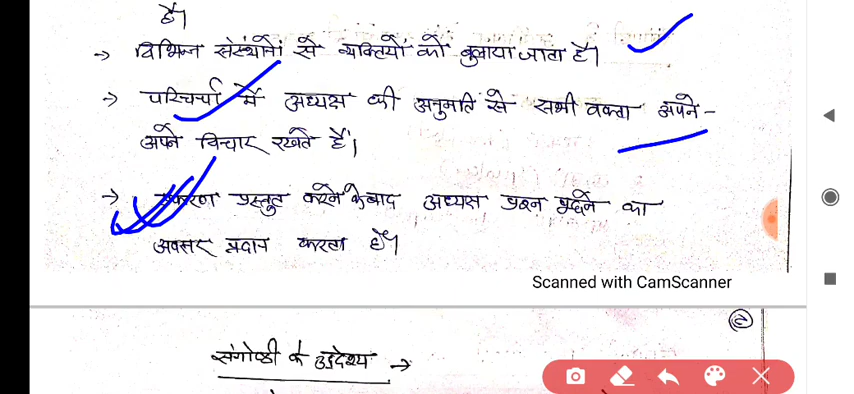 है।
→ विभिन्न संस्थानों से व्यक्तियों को बुलाया जाता है।
→ परिचर्चा में अध्यक्ष की अनुमति से सभी वक्ता अपने-
अपने विचार रखते हैं।
→ प्रस्तुत करने के बाद अध्यक्ष प्रश्न पूछने का
अवसर प्रदान करता है।
Scanned with CamScanner
संगोष्ठी के उद्देश्य →